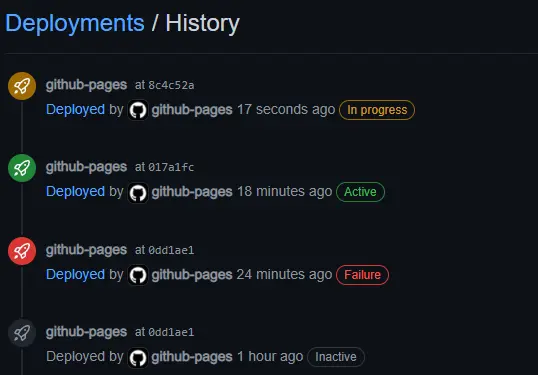 Deployments / History
github-pages at 8c4c52a
Deployed by github-pages 17 seconds ago In progress
github-pages at 017a1fc
Deployed by github-pages 18 minutes ago Active
github-pages at 0dd1ae1
Deployed by github-pages 24 minutes ago Failure
github-pages at 0dd1ae1
Deployed by github-pages 1 hour ago Inactive